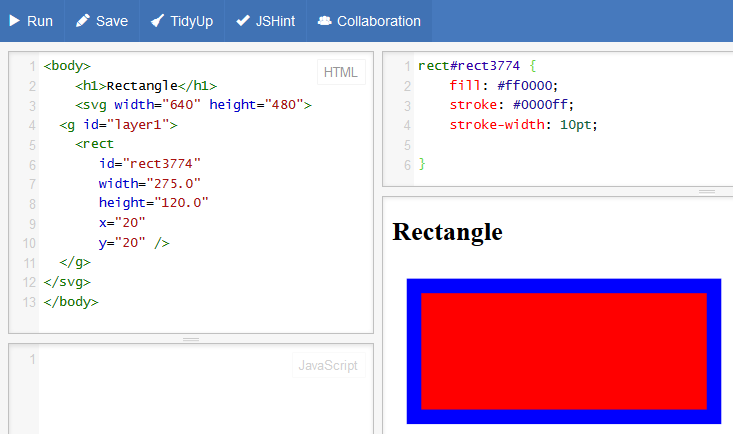 Run Save TidyUp JSHint Collaboration
HTML
1 <body>
2 <h1>Rectangle</h1>
3 <svg width="640" height="480">
4 <g id="layer1">
5 <rect
6 id="rect3774"
7 width="275.0"
8 height="120.0"
9 x="20"
10 y="20" />
11 </g>
12 </svg>
13 </body>
1 rect#rect3774 {
2 fill: #ff0000;
3 stroke: #0000ff;
4 stroke-width: 10pt;
5
6 }
1
JavaScript
Rectangle